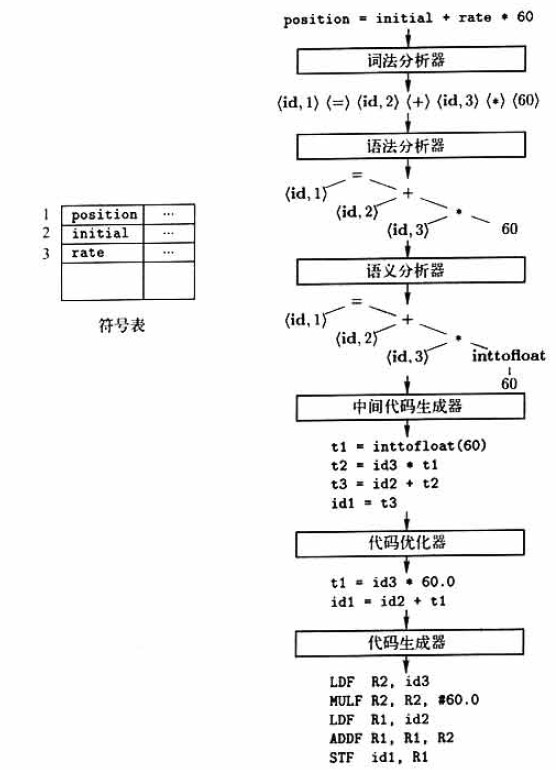 position = initial + rate * 60
词法分析器
⟨id, 1⟩ ⟨=⟩ ⟨id, 2⟩ ⟨+⟩ ⟨id, 3⟩ ⟨*⟩ ⟨60⟩
语法分析器
=
⟨id, 1⟩
+
⟨id, 2⟩
*
⟨id, 3⟩
60
1 position ...
2 initial ...
3 rate ...
符号表
语义分析器
=
⟨id, 1⟩
+
⟨id, 2⟩
*
⟨id, 3⟩
inttofloat
60
中间代码生成器
t1 = inttofloat(60)
t2 = id3 * t1
t3 = id2 + t2
id1 = t3
代码优化器
t1 = id3 * 60.0
id1 = id2 + t1
代码生成器
LDF R2, id3
MULF R2, R2, #60.0
LDF R1, id2
ADDF R1, R1, R2
STF id1, R1